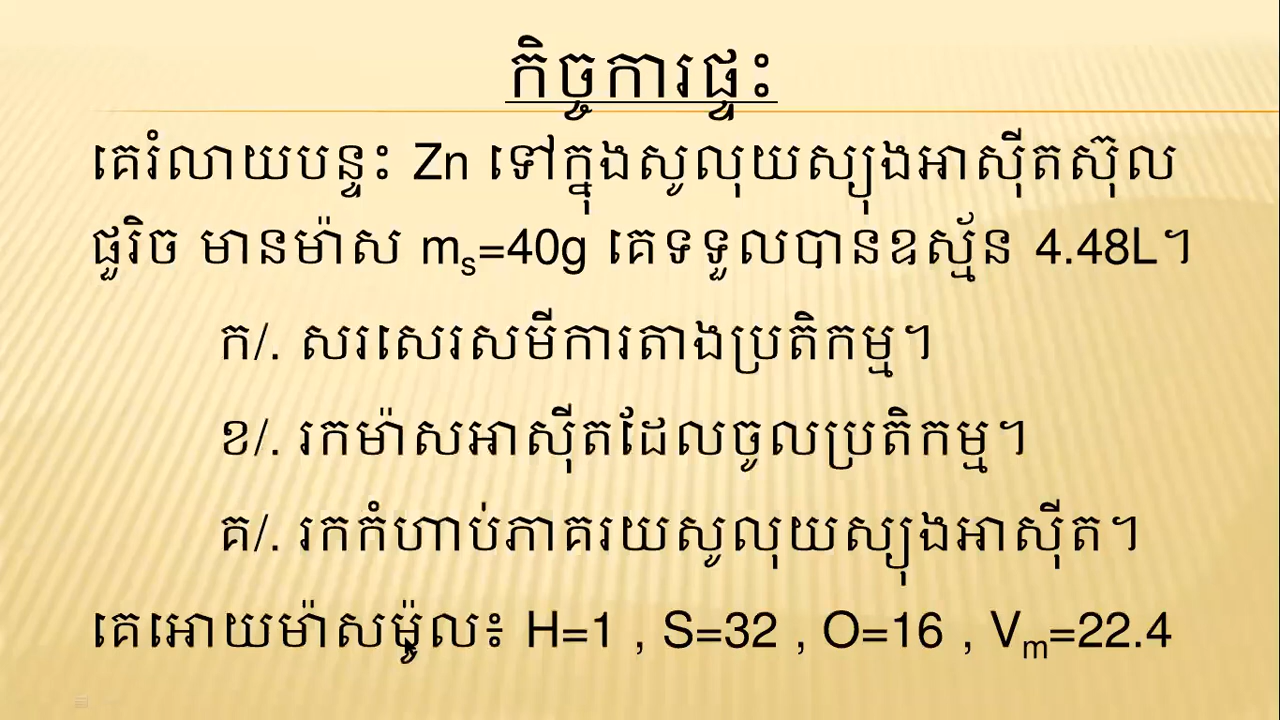 កិច្ចការផ្ទះ
គេរំលាយបន្ទះ Zn ទៅក្នុងសូលុយស្យុងអាស៊ីតស៊ុល
ផួរិច មានម៉ាស mₛ=40g គេទទួលបានឧស្ម័ន 4.48L។
ក/. សរសេរសមីការតាងប្រតិកម្ម។
ខ/. រកម៉ាសអាស៊ីតដែលចូលប្រតិកម្ម។
គ/. រកកំហាប់ភាគរយសូលុយស្យុងអាស៊ីត។
គេអោយម៉ាសម៉ូល៖ H=1 , S=32 , O=16 , Vₘ=22.4